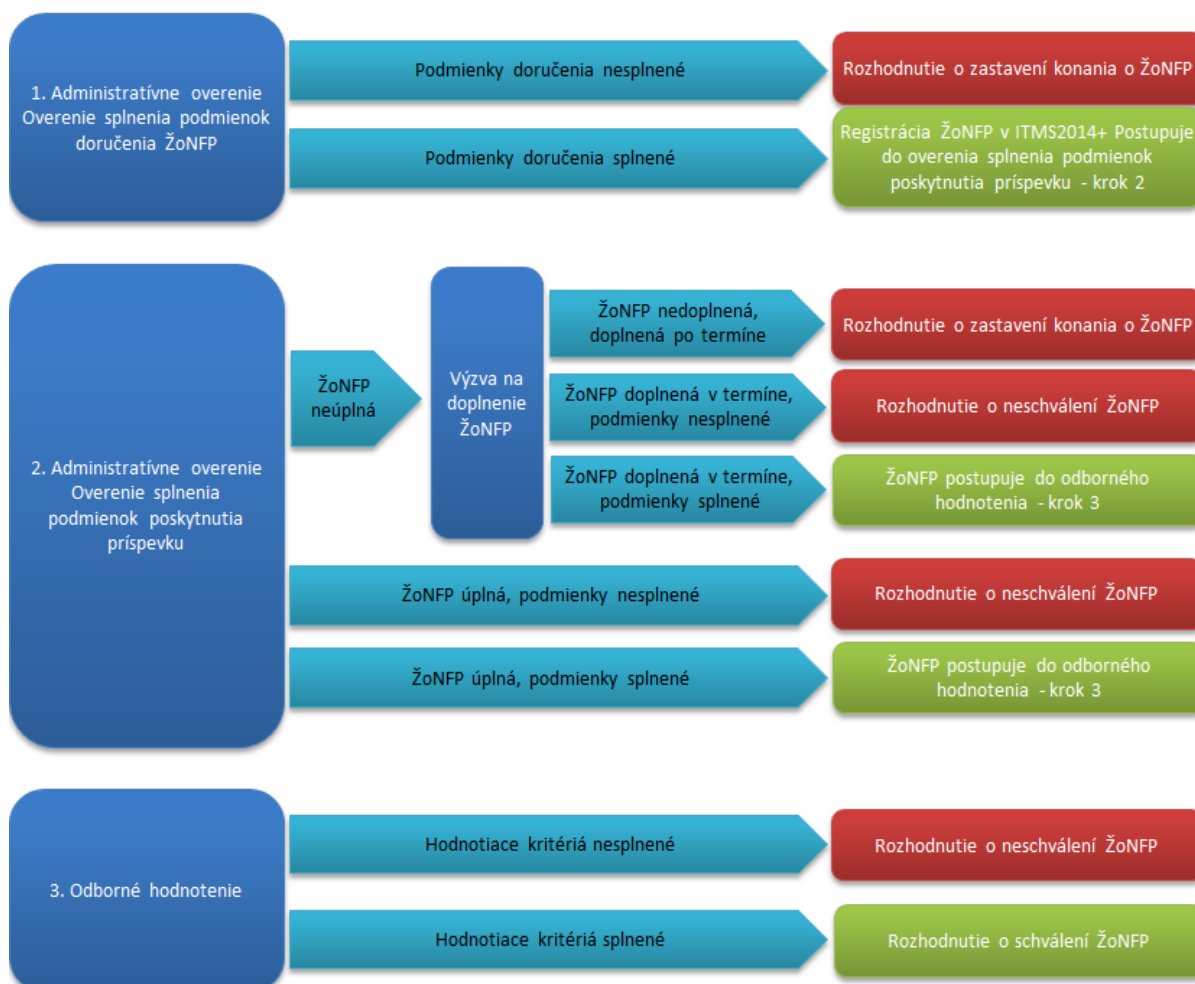 1. Administratívne overenie
Overenie splnenia podmienok
doručenia ŽoNFP
Podmienky doručenia nesplnené
Rozhodnutie o zastavení konania o ŽoNFP
Podmienky doručenia splnené
Registrácia ŽoNFP v ITMS2014+ Postupuje
do overenia splnenia podmienok
poskytnutia príspevku - krok 2
2. Administratívne overenie
Overenie splnenia
podmienok poskytnutia
príspevku
ŽoNFP
neúplná
Výzva na
doplnenie
ŽoNFP
ŽoNFP nedoplnená,
doplnená po termíne
Rozhodnutie o zastavení konania o ŽoNFP
ŽoNFP doplnená v termíne,
podmienky nesplnené
Rozhodnutie o neschválení ŽoNFP
ŽoNFP doplnená v termíne,
podmienky splnené
ŽoNFP postupuje do odborného
hodnotenia - krok 3
ŽoNFP úplná, podmienky nesplnené
Rozhodnutie o neschválení ŽoNFP
ŽoNFP úplná, podmienky splnené
ŽoNFP postupuje do odborného
hodnotenia - krok 3
3. Odborné hodnotenie
Hodnotiace kritériá nesplnené
Rozhodnutie o neschválení ŽoNFP
Hodnotiace kritériá splnené
Rozhodnutie o schválení ŽoNFP